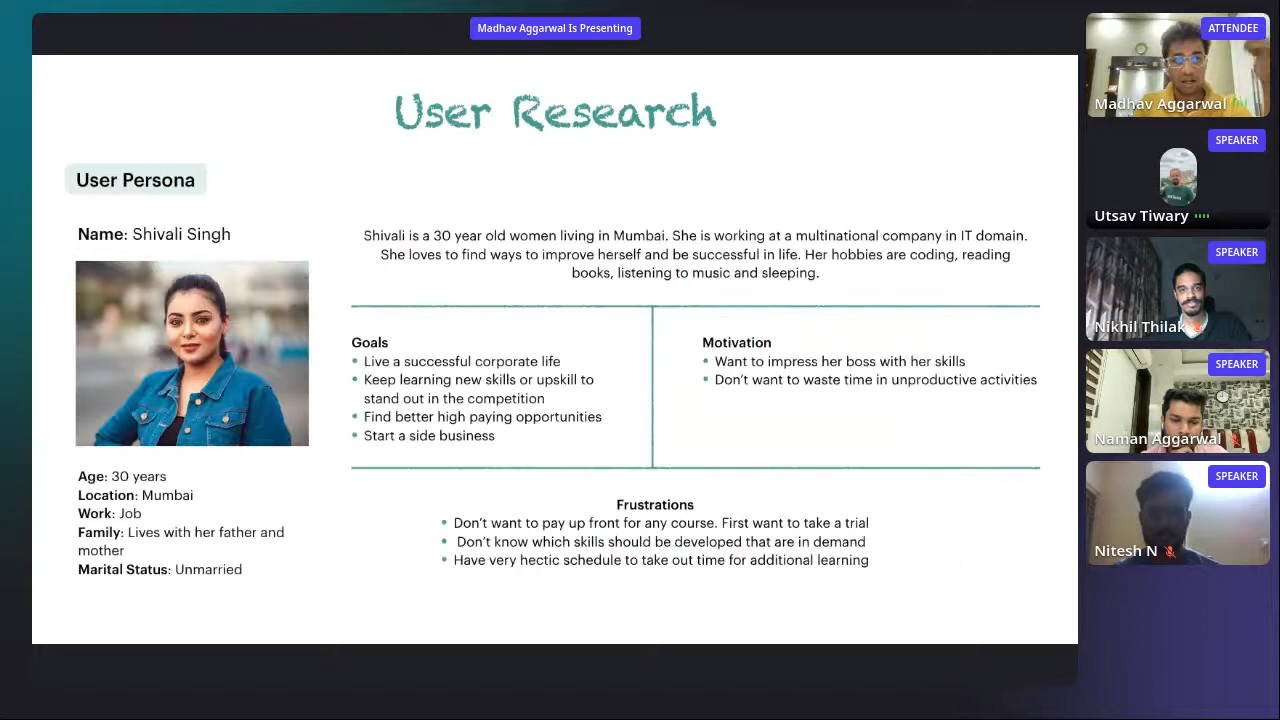 Madhav Aggarwal Is Presenting
User Research
User Persona
Name: Shivali Singh
Shivali is a 30 year old women living in Mumbai. She is working at a multinational company in IT domain.
She loves to find ways to improve herself and be successful in life. Her hobbies are coding, reading
books, listening to music and sleeping.
Goals
• Live a successful corporate life
• Keep learning new skills or upskill to
stand out in the competition
• Find better high paying opportunities
• Start a side business
Motivation
• Want to impress her boss with her skills
• Don't want to waste time in unproductive activities
Age: 30 years
Location: Mumbai
Work: Job
Family: Lives with her father and
mother
Marital Status: Unmarried
Frustrations
• Don't want to pay up front for any course. First want to take a trial
• Don't know which skills should be developed that are in demand
• Have very hectic schedule to take out time for additional learning
ATTENDEE
Madhav Aggarwal
SPEAKER
Utsav Tiwary
SPEAKER
Nikhil Thilak
SPEAKER
Naman Aggarwal
SPEAKER
Nitesh N